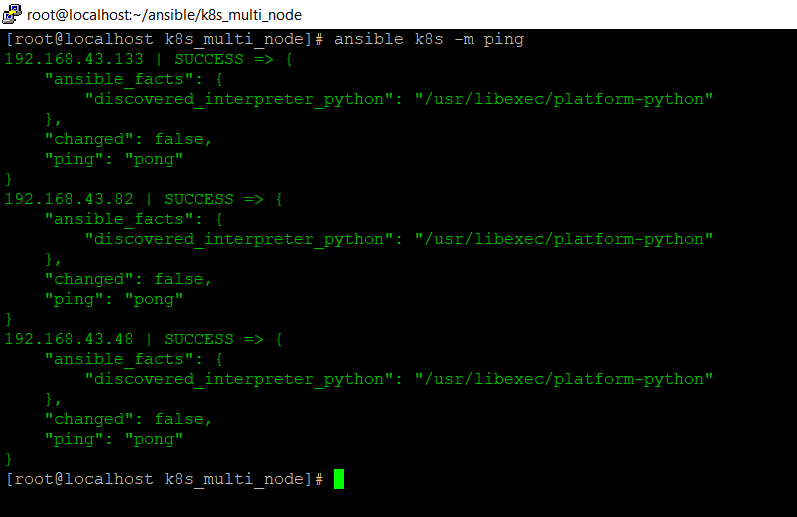 root@localhost:~/ansible/k8s_multi_node
[root@localhost k8s_multi_node]# ansible k8s -m ping
192.168.43.133 | SUCCESS => {
    "ansible_facts": {
        "discovered_interpreter_python": "/usr/libexec/platform-python"
    },
    "changed": false,
    "ping": "pong"
}
192.168.43.82 | SUCCESS => {
    "ansible_facts": {
        "discovered_interpreter_python": "/usr/libexec/platform-python"
    },
    "changed": false,
    "ping": "pong"
}
192.168.43.48 | SUCCESS => {
    "ansible_facts": {
        "discovered_interpreter_python": "/usr/libexec/platform-python"
    },
    "changed": false,
    "ping": "pong"
}
[root@localhost k8s_multi_node]#